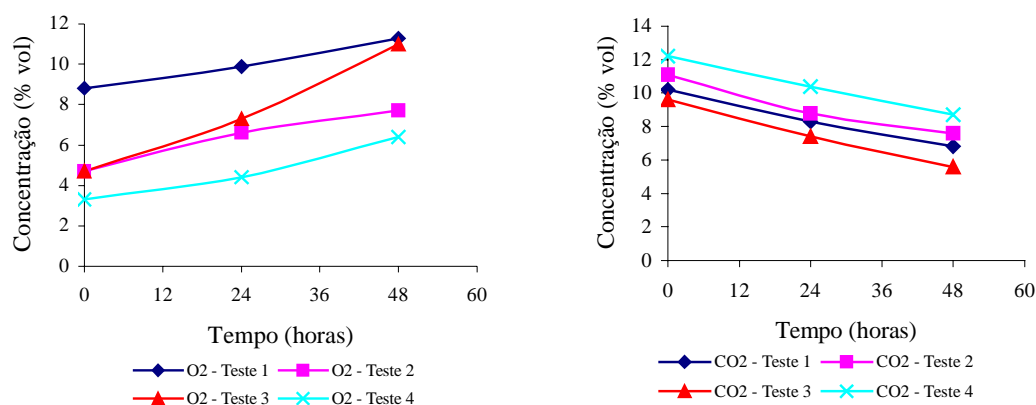 Concentração (% vol)
12
10
8
6
4
2
0
0 12 24 36 48 60
Tempo (horas)
O2 - Teste 1 O2 - Teste 2
O2 - Teste 3 O2 - Teste 4
Concentração (% vol)
14
12
10
8
6
4
2
0
0 12 24 36 48 60
Tempo (horas)
CO2 - Teste 1 CO2 - Teste 2
CO2 - Teste 3 CO2 - Teste 4